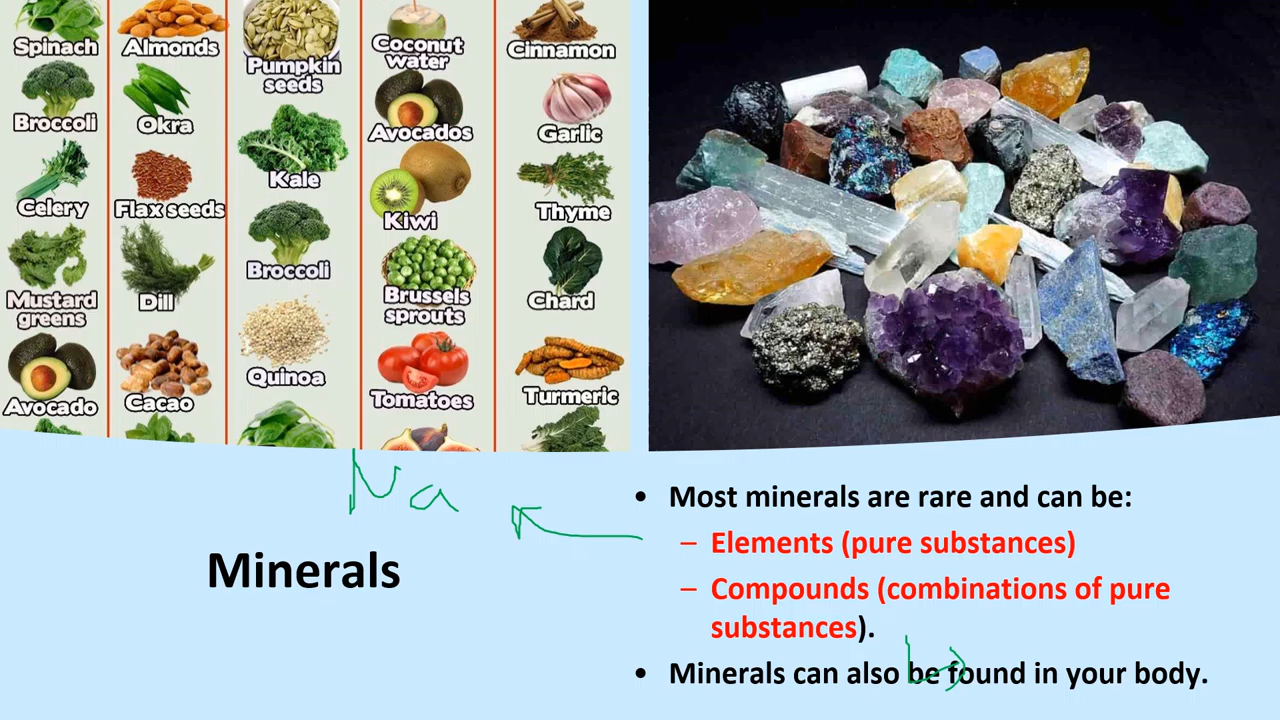 Spinach
Almonds
Pumpkin
seeds
Coconut
water
Cinnamon
Broccoli
Okra
Kale
Avocados
Garlic
Celery
Flax seeds
Broccoli
Kiwi
Thyme
Mustard
greens
Dill
Quinoa
Brussels
sprouts
Chard
Avocado
Cacao
Tomatoes
Turmeric
Na
Minerals
• Most minerals are rare and can be:
– Elements (pure substances)
– Compounds (combinations of pure
substances).
• Minerals can also be found in your body.